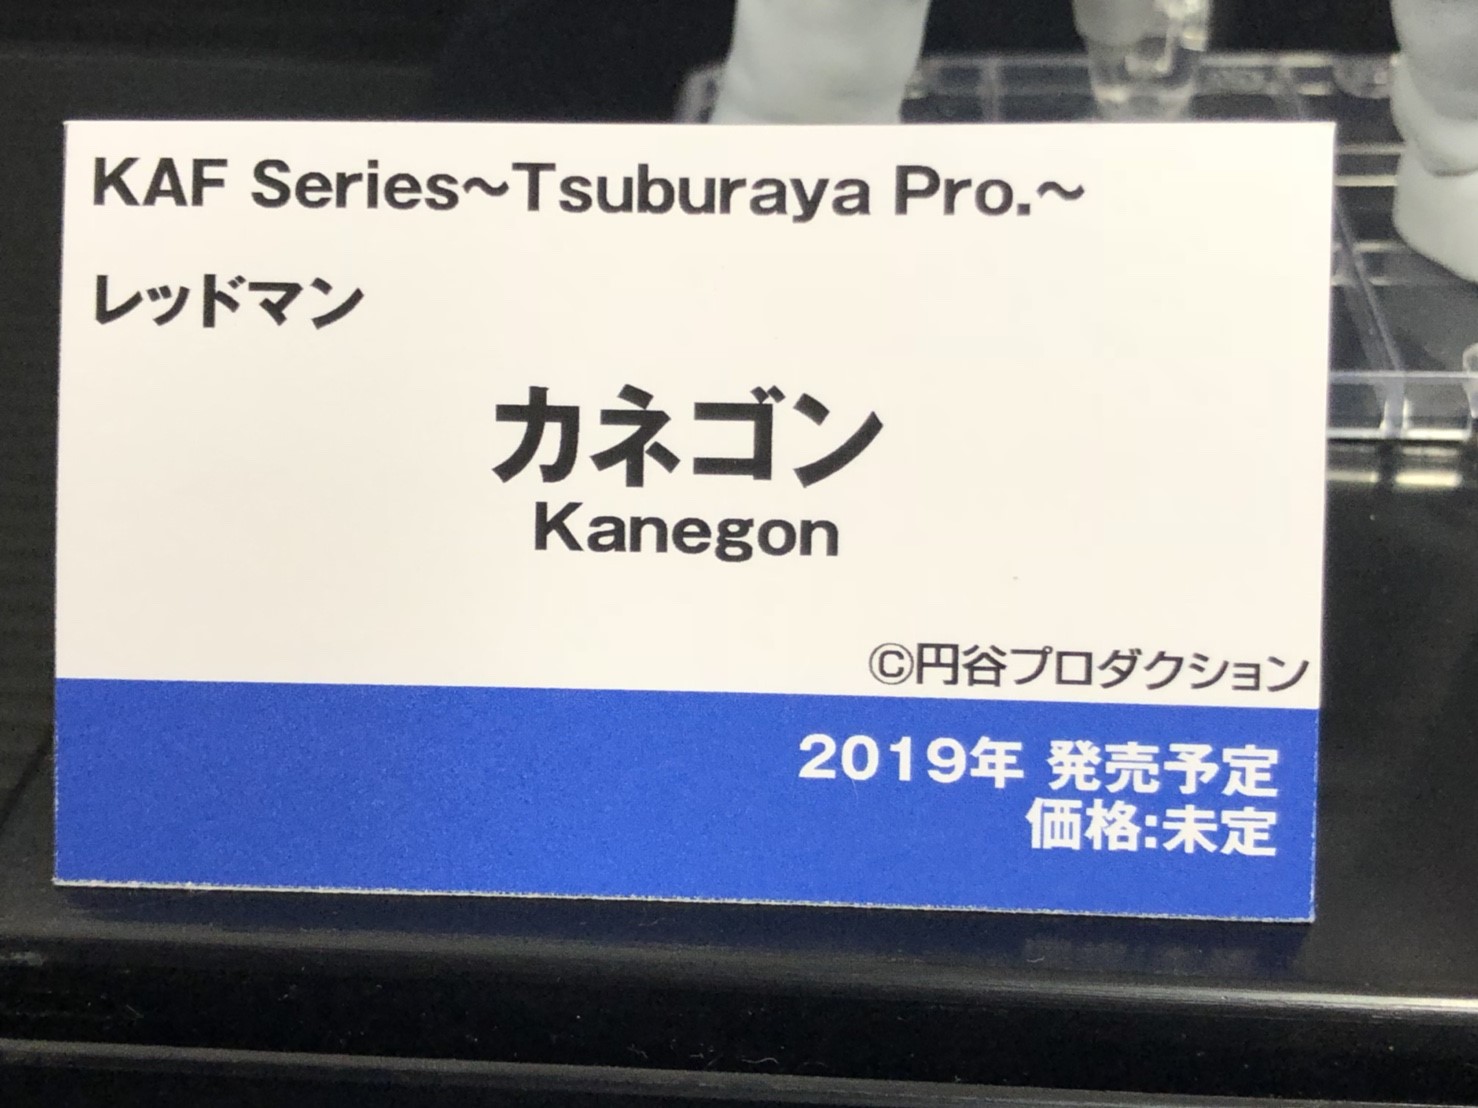 KAF Series～Tsuburaya Pro.～
レッドマン
カネゴン
Kanegon
©円谷プロダクション
2019年 発売予定
価格:未定